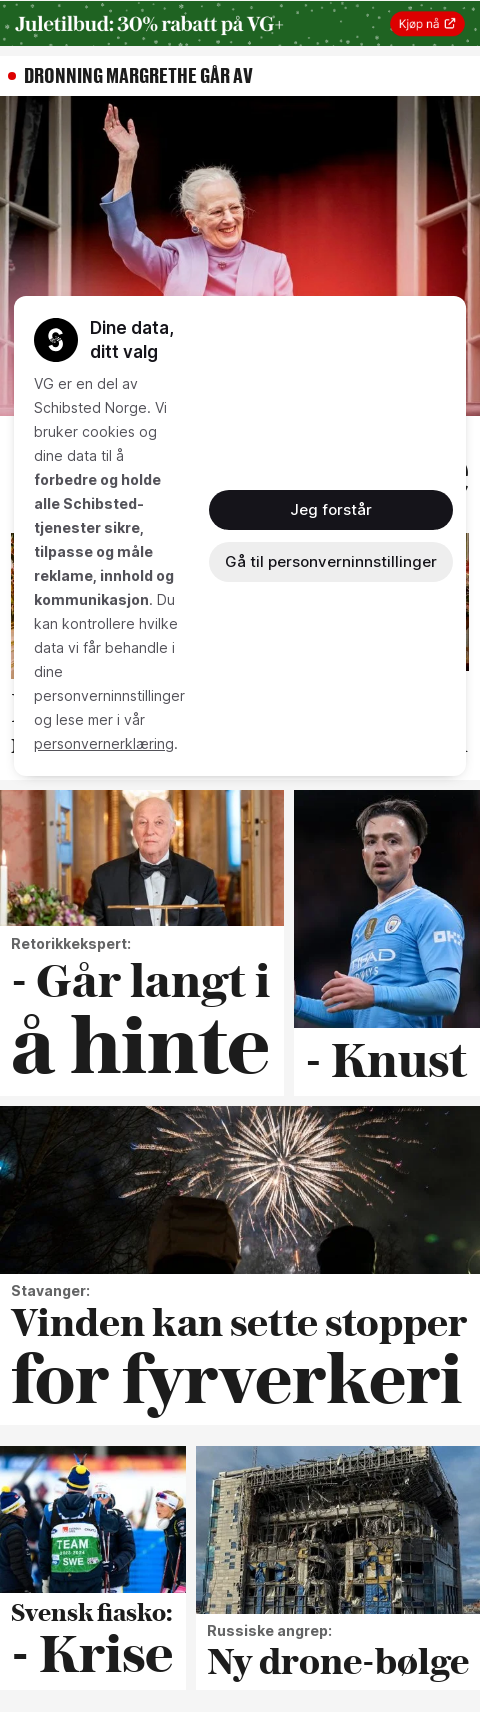 Juletilbud: 30% rabatt på VG+
Kjøp nå
DRONNING MARGRETHE GÅR AV
Dine data,
ditt valg
VG er en del av
Schibsted Norge. Vi
bruker cookies og
dine data til å
forbedre og holde
alle Schibsted-
tjenester sikre,
tilpasse og måle
reklame, innhold og
kommunikasjon. Du
kan kontrollere hvilke
data vi får behandle i
dine
personverninnstillinger
og lese mer i vår
personvernerklæring.
Jeg forstår
Gå til personverninnstillinger
Retorikkekspert:
- Går langt i
å hinte
- Knust
Stavanger:
Vinden kan sette stopper
for fyrverkeri
TEAM
SWE
Svensk fiasko:
- Krise
Russiske angrep:
Ny drone-bølge